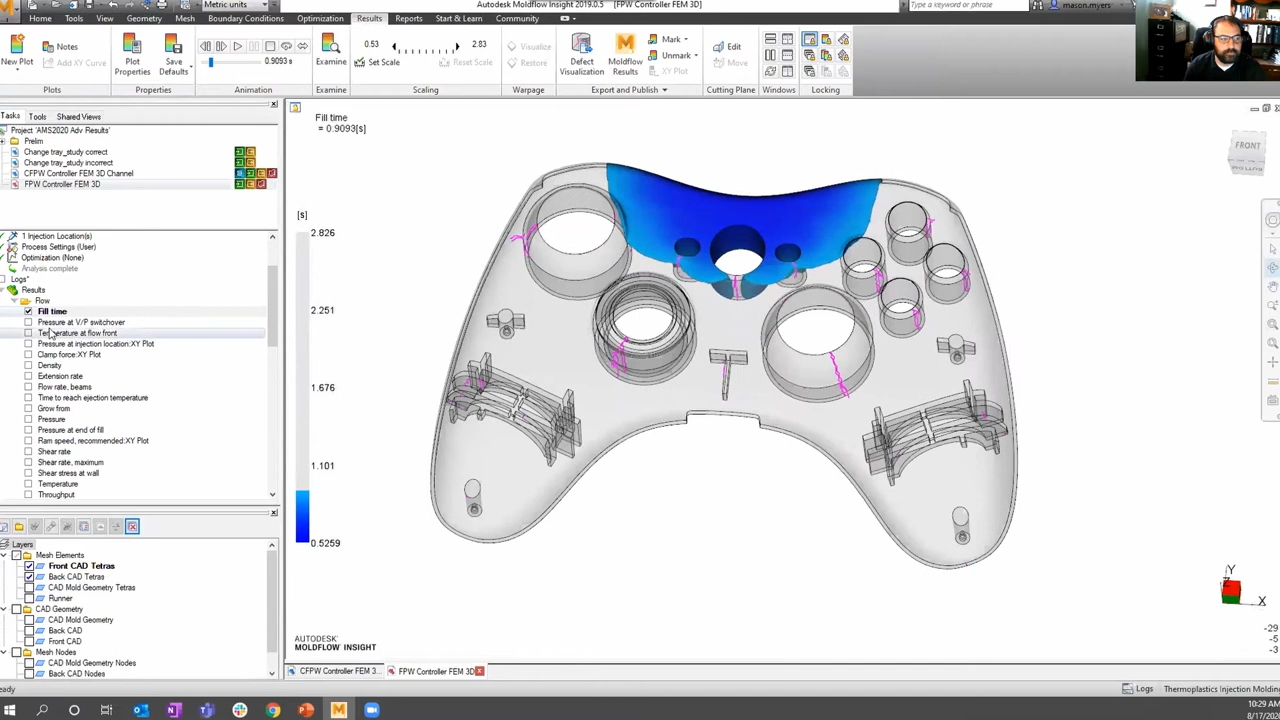 Metric units
Autodesk Moldflow Insight 2019.0.5 [FPW Controller FEM 3D]
Type a keyword or phrase
mason.myers
Home Tools View Geometry Mesh Boundary Conditions Optimization Results Reports Start & Learn Community
New Plot
Notes
Add XY Curve
Plots
Plot Properties
Save Defaults
Properties
0.9093 s
Animation
Examine
Examine
0.53 2.83
Set Scale Reset Scale
Scaling
Visualize
Restore
Warpage
Defect Visualization
Moldflow Results
Mark
Unmark
XY Plot
Export and Publish
Edit
Move
Cutting Plane
Windows
Locking
Tasks Tools Shared Views
Project 'AMS2020 Adv Results'
Prelim
Change tray_study correct
Change tray_study incorrect
CFPW Controller FEM 3D Channel
FPW Controller FEM 3D
1 Injection Location(s)
Process Settings (User)
Optimization (None)
Analysis complete
Logs*
Results
Flow
Fill time
Pressure at V/P switchover
Temperature at flow front
Pressure at injection location:XY Plot
Clamp force:XY Plot
Density
Extension rate
Flow rate, beams
Time to reach ejection temperature
Grow from
Pressure
Pressure at end of fill
Ram speed, recommended:XY Plot
Shear rate
Shear rate, maximum
Shear stress at wall
Temperature
Throughput
Layers
Mesh Elements
Front CAD Tetras
Back CAD Tetras
CAD Mold Geometry Tetras
Runner
CAD Geometry
CAD Mold Geometry
Back CAD
Front CAD
Mesh Nodes
CAD Mold Geometry Nodes
Back CAD Nodes
Fill time
= 0.9093[s]
[s]
2.826
2.251
1.676
1.101
0.5259
FRONT
Y
Z
X
-29
-5
-3
AUTODESK
MOLDFLOW INSIGHT
CFPW Controller FEM 3...
FPW Controller FEM 3D
eady
Logs
Thermoplastics Injection Moldin
10:29 AM
8/17/202